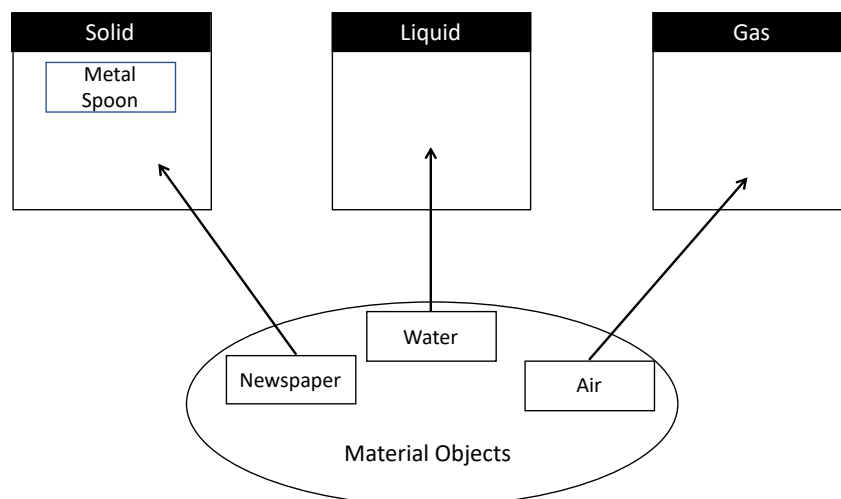 Solid
Liquid
Gas
Metal
Spoon
Water
Newspaper
Air
Material Objects